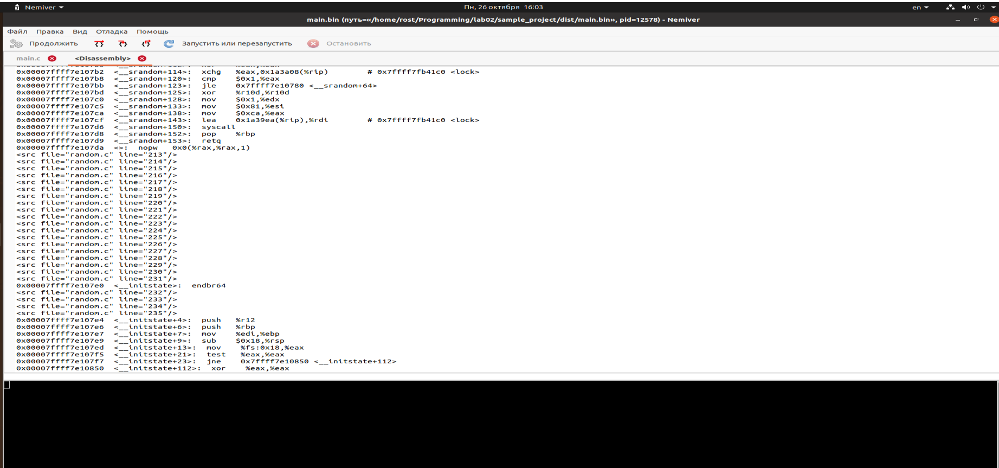 Nemiver Пн, 26 октября 16:03 en
main.bin (путь=«/home/rost/Programming/lab02/sample_project/dist/main.bin», pid=12578) - Nemiver
Файл Правка Вид Отладка Помощь
Продолжить Запустить или перезапустить Остановить
main.c <Disassembly>
0x00007ffff7e107b2 <__srandom+114>: xchg %eax,0x1a3a08(%rip) # 0x7ffff7fb41c0 <lock>
0x00007ffff7e107b8 <__srandom+120>: cmp $0x1,%eax
0x00007ffff7e107bb <__srandom+123>: jle 0x7ffff7e10780 <__srandom+64>
0x00007ffff7e107bd <__srandom+125>: xor %r10d,%r10d
0x00007ffff7e107c0 <__srandom+128>: mov $0x1,%edx
0x00007ffff7e107c5 <__srandom+133>: mov $0x81,%esi
0x00007ffff7e107ca <__srandom+138>: mov $0xca,%eax
0x00007ffff7e107cf <__srandom+143>: lea 0x1a39ea(%rip),%rdi # 0x7ffff7fb41c0 <lock>
0x00007ffff7e107d6 <__srandom+150>: syscall
0x00007ffff7e107d8 <__srandom+152>: pop %rbp
0x00007ffff7e107d9 <__srandom+153>: retq
0x00007ffff7e107da <>: nopw 0x0(%rax,%rax,1)
<src file="random.c" line="213"/>
<src file="random.c" line="214"/>
<src file="random.c" line="215"/>
<src file="random.c" line="216"/>
<src file="random.c" line="217"/>
<src file="random.c" line="218"/>
<src file="random.c" line="219"/>
<src file="random.c" line="220"/>
<src file="random.c" line="221"/>
<src file="random.c" line="222"/>
<src file="random.c" line="223"/>
<src file="random.c" line="224"/>
<src file="random.c" line="225"/>
<src file="random.c" line="226"/>
<src file="random.c" line="227"/>
<src file="random.c" line="228"/>
<src file="random.c" line="229"/>
<src file="random.c" line="230"/>
<src file="random.c" line="231"/>
0x00007ffff7e107e0 <__initstate>: endbr64
<src file="random.c" line="232"/>
<src file="random.c" line="233"/>
<src file="random.c" line="234"/>
<src file="random.c" line="235"/>
0x00007ffff7e107e4 <__initstate+4>: push %r12
0x00007ffff7e107e6 <__initstate+6>: push %rbp
0x00007ffff7e107e7 <__initstate+7>: mov %edi,%ebp
0x00007ffff7e107e9 <__initstate+9>: sub $0x18,%rsp
0x00007ffff7e107ed <__initstate+13>: mov %fs:0x18,%eax
0x00007ffff7e107f5 <__initstate+21>: test %eax,%eax
0x00007ffff7e107f7 <__initstate+23>: jne 0x7ffff7e10850 <__initstate+112>
0x00007ffff7e10850 <__initstate+112>: xor %eax,%eax